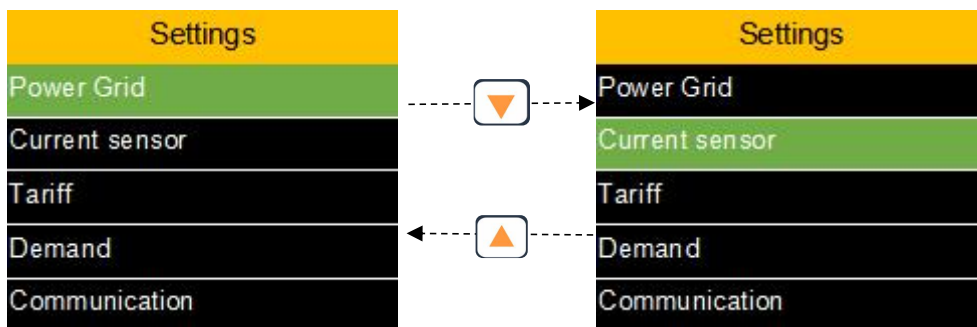 Settings
Power Grid
Current sensor
Tariff
Demand
Communication
Settings
Power Grid
Current sensor
Tariff
Demand
Communication